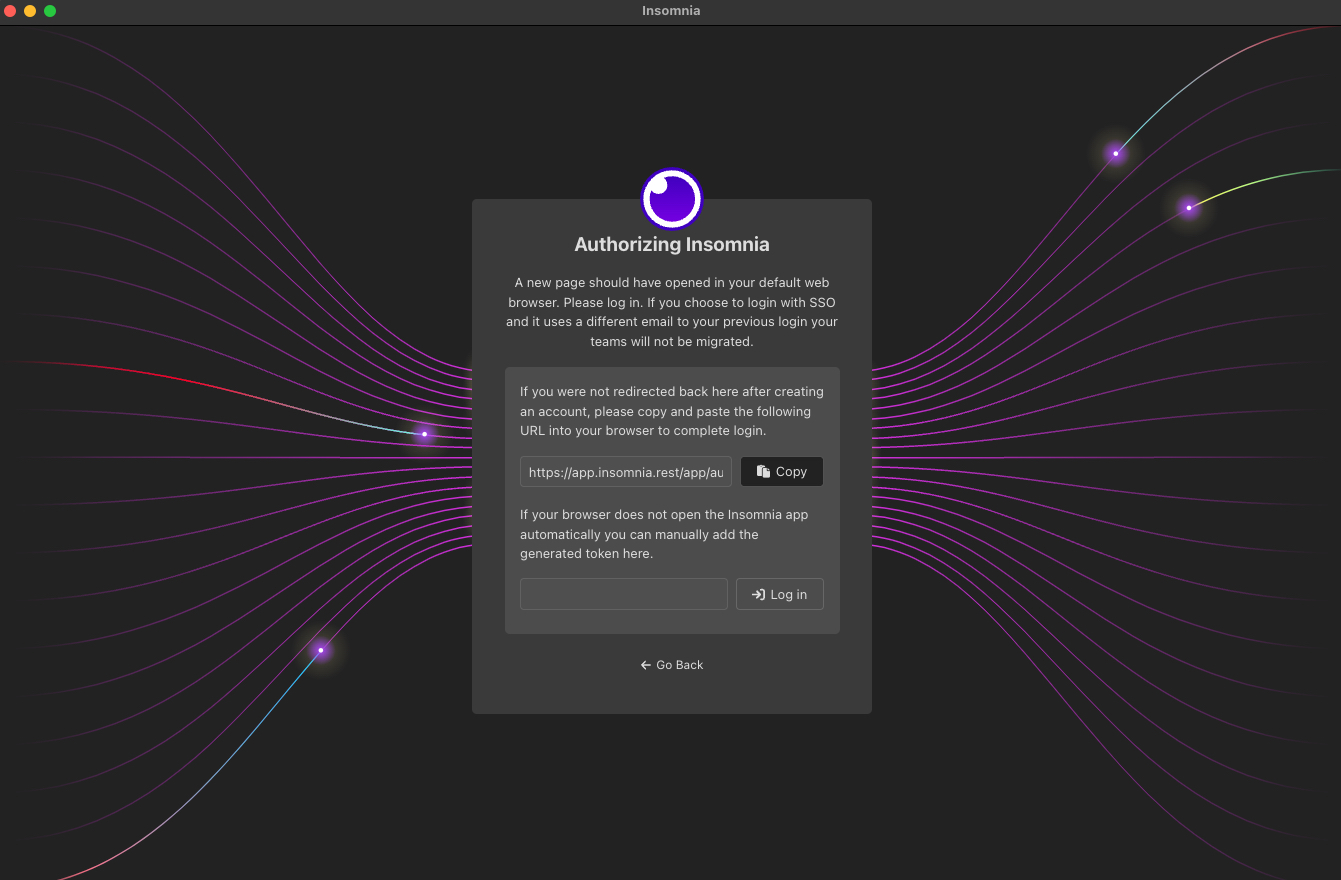 Insomnia
Authorizing Insomnia
A new page should have opened in your default web
browser. Please log in. If you choose to login with SSO
and it uses a different email to your previous login your
teams will not be migrated.
If you were not redirected back here after creating
an account, please copy and paste the following
URL into your browser to complete login.
https://app.insomnia.rest/app/au
Copy
If your browser does not open the Insomnia app
automatically you can manually add the
generated token here.
Log in
Go Back